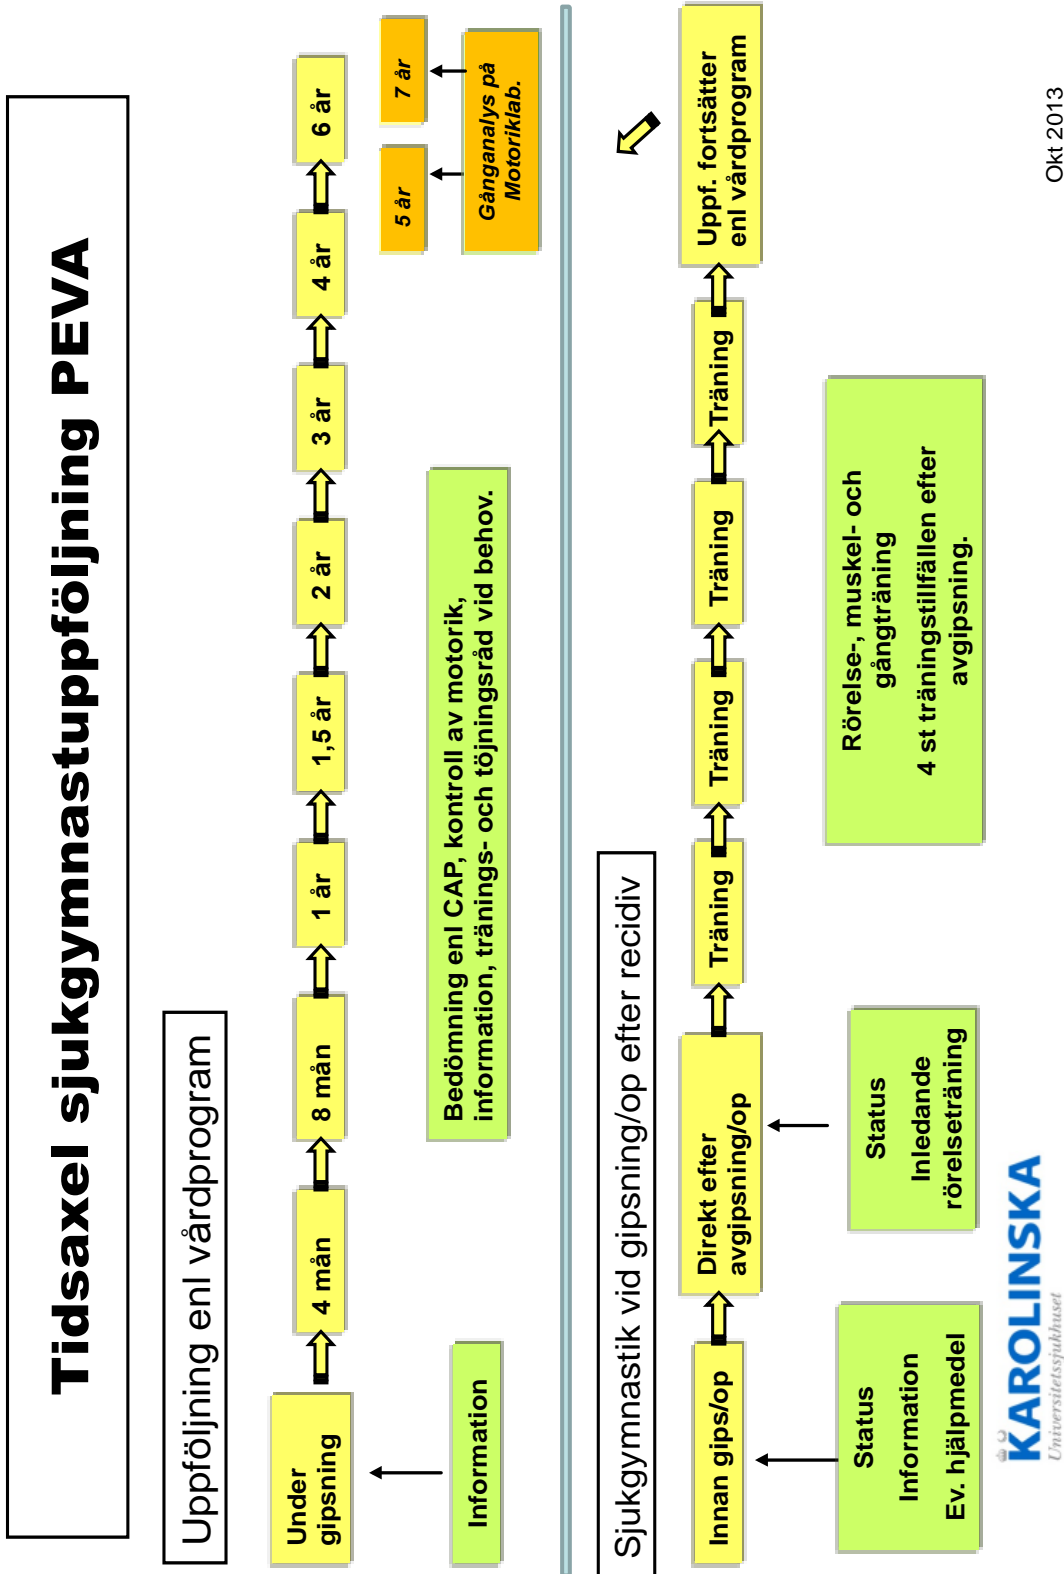 Tidsaxel sjukgymnastuppföljning PEVA
Uppföljning enl vårdprogram
Under
gipsning
4 mån
8 mån
1 år
1,5 år
2 år
3 år
4 år
6 år
Information
Bedömning enl CAP, kontroll av motorik,
information, tränings- och töjningsråd vid behov.
5 år
7 år
Gånganalys på
Motoriklab.
Sjukgymnastik vid gipsning/op efter recidiv
Innan gips/op
Direkt efter
avgipsning/op
Träning
Träning
Träning
Träning
Uppf. fortsätter
enl vårdprogram
Status
Information
Ev. hjälpmedel
Status
Inledande
rörelseträning
Rörelse-, muskel- och
gångträning
4 st träningstillfällen efter
avgipsning.
KAROLINSKA
Universitetssjukhuset
Okt 2013